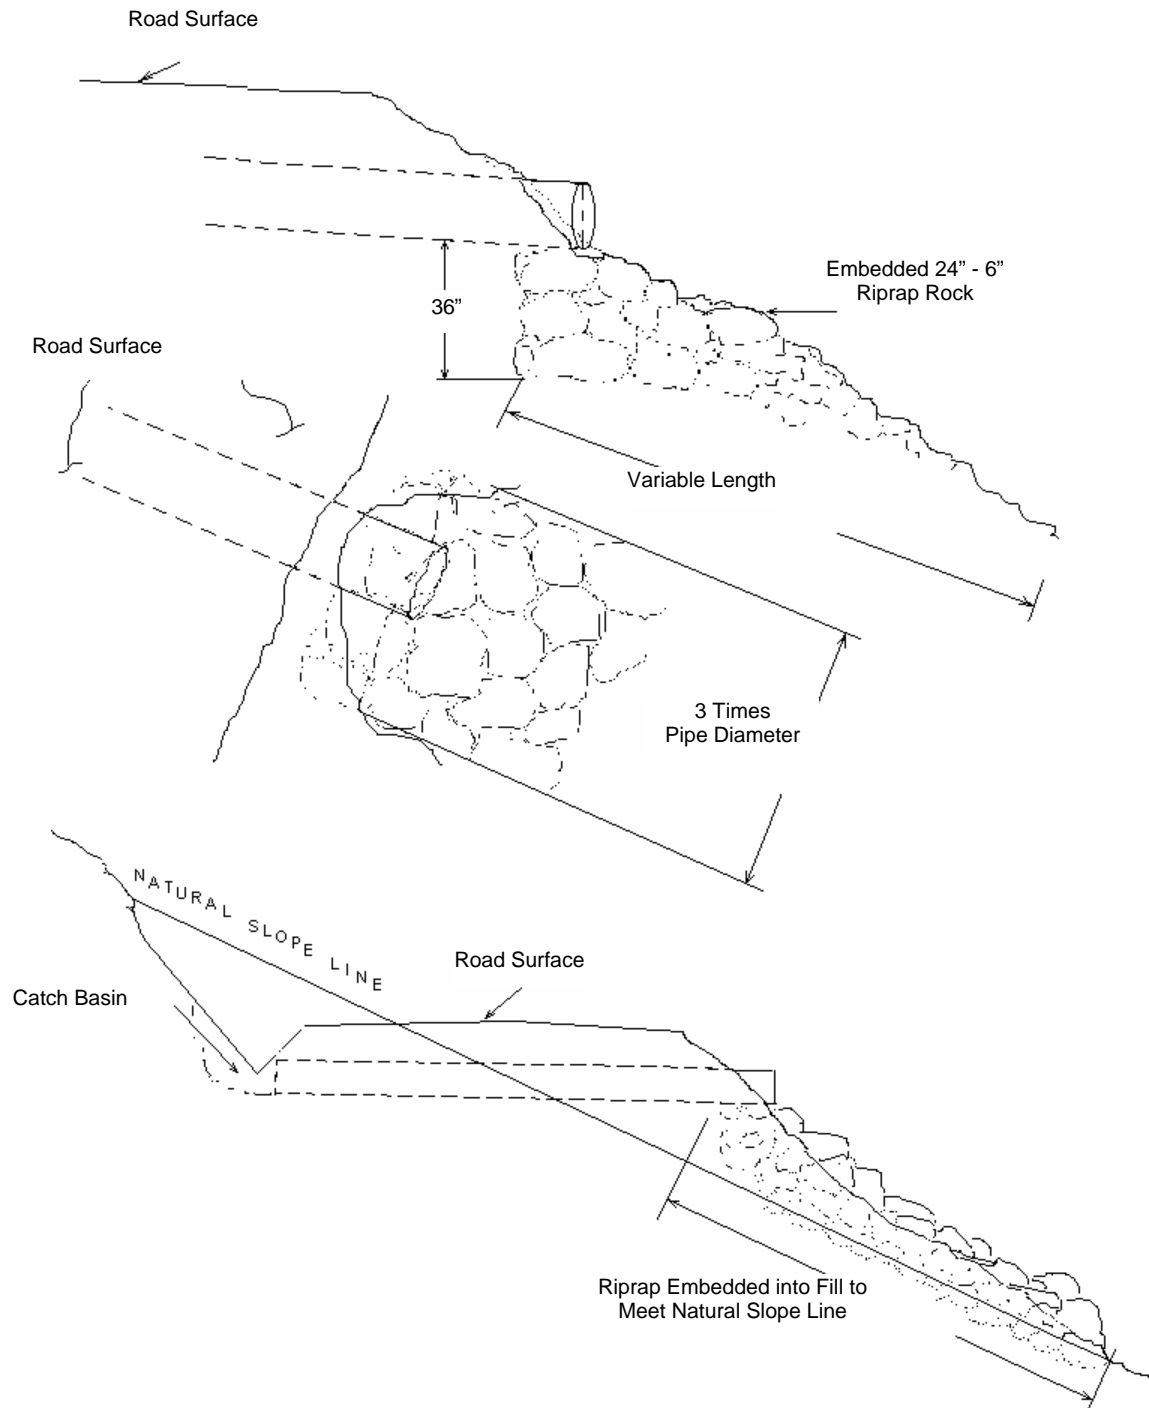 Road Surface
Embedded 24” - 6”
Riprap Rock
36”
Road Surface
Variable Length
3 Times
Pipe Diameter
NATURAL SLOPE LINE
Road Surface
Catch Basin
Riprap Embedded into Fill to
Meet Natural Slope Line